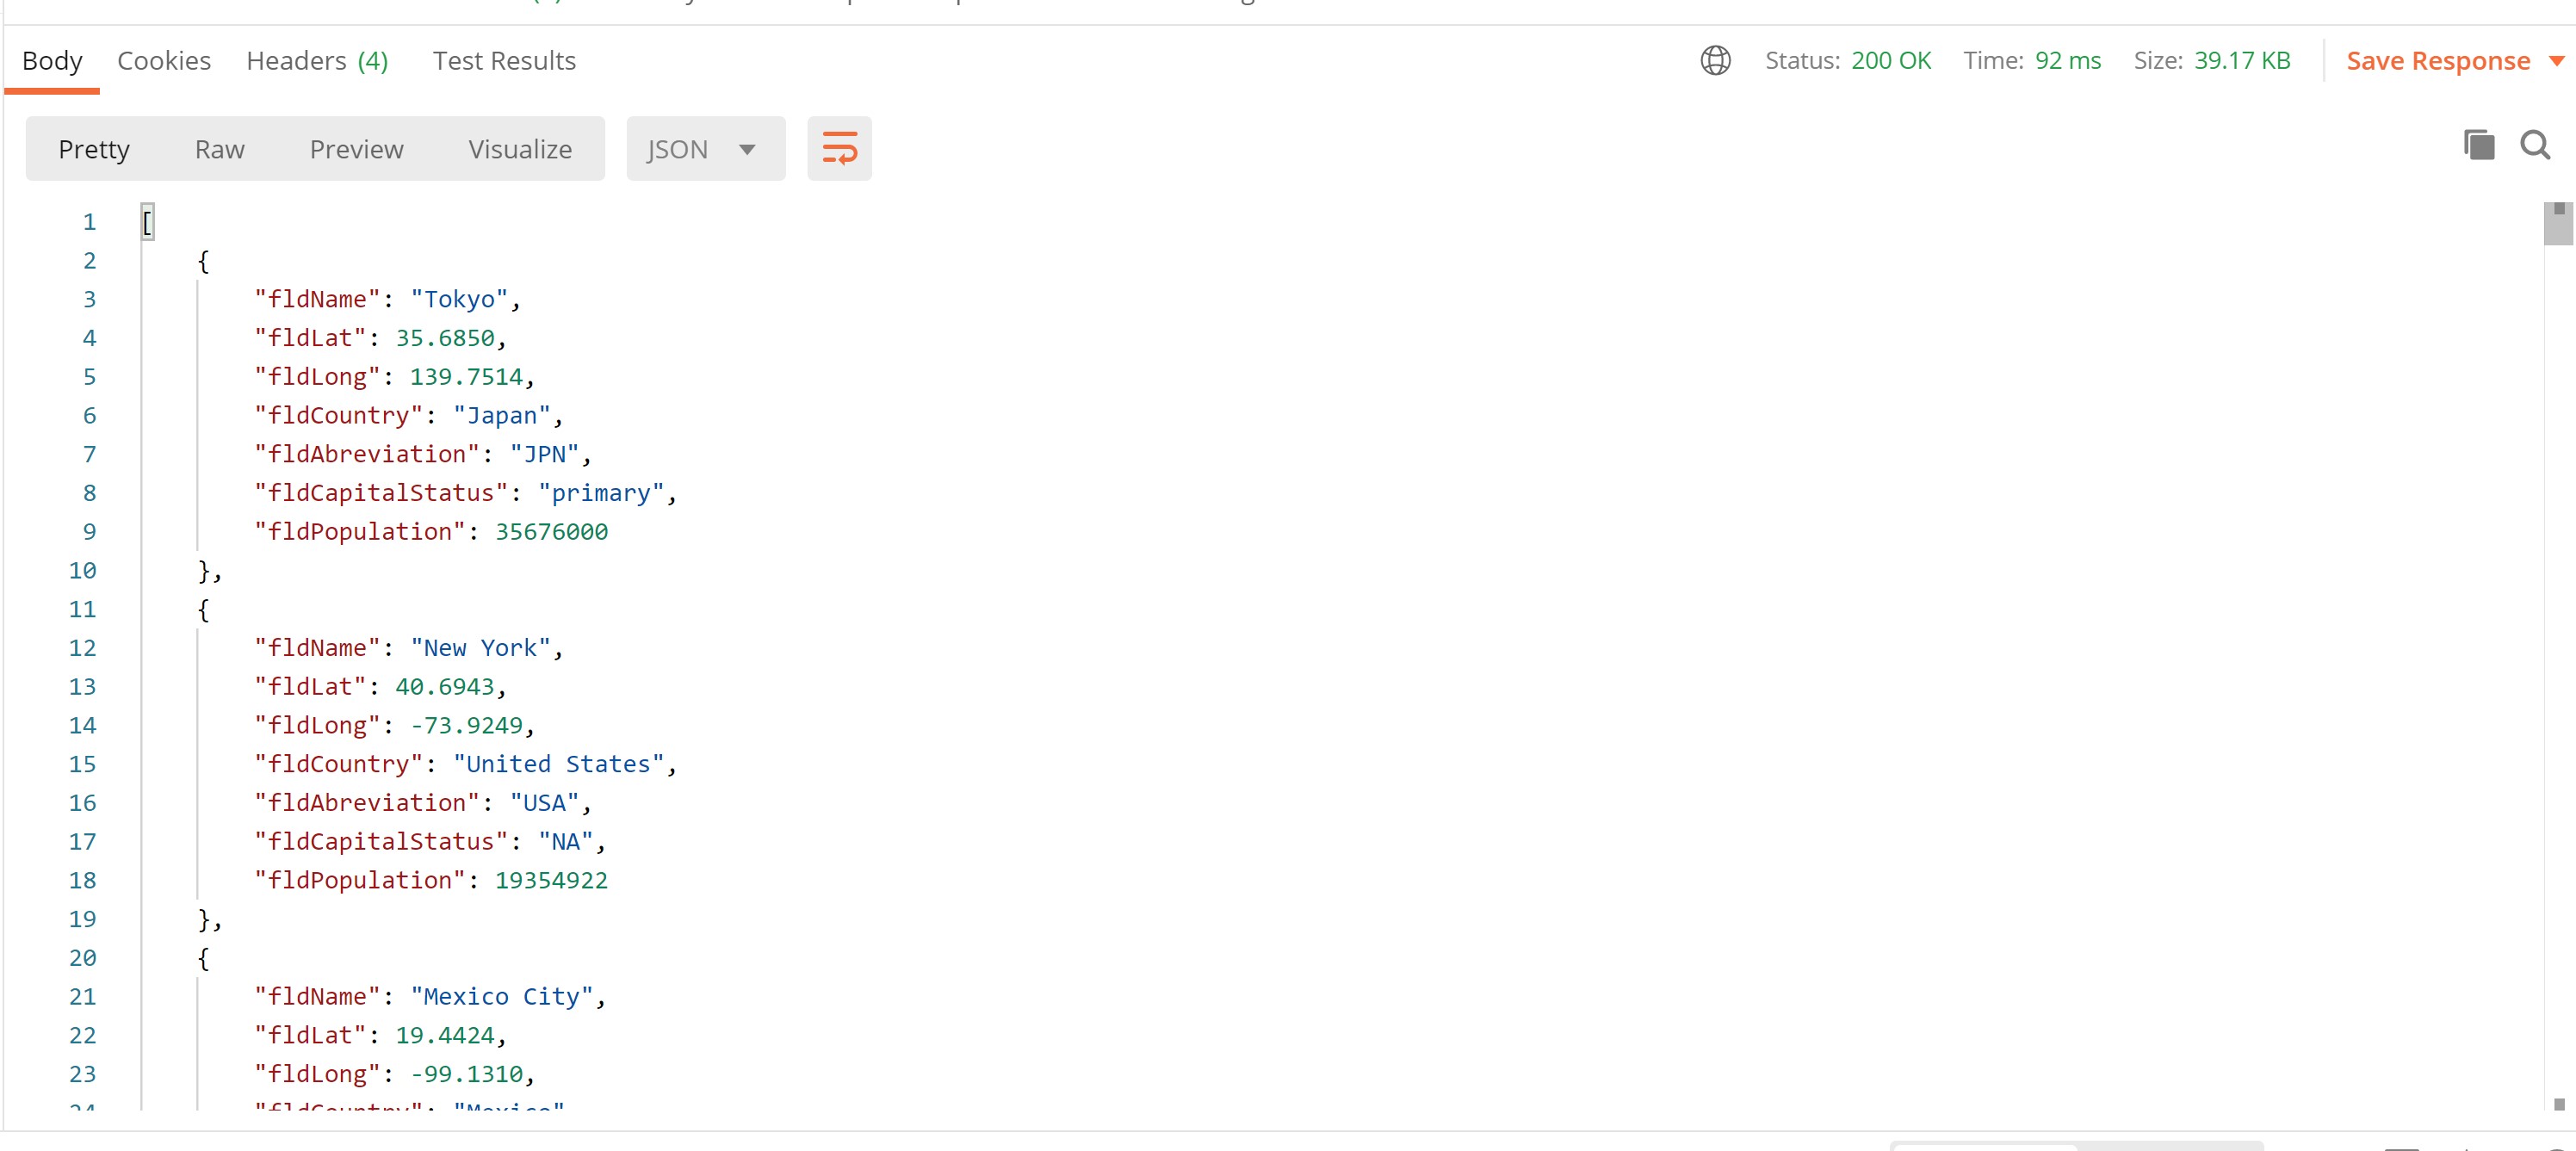 Body Cookies Headers (4) Test Results Status: 200 OK Time: 92 ms Size: 39.17 KB Save Response
Pretty Raw Preview Visualize JSON
1 [
2 {
3 "fldName": "Tokyo",
4 "fldLat": 35.6850,
5 "fldLong": 139.7514,
6 "fldCountry": "Japan",
7 "fldAbreviation": "JPN",
8 "fldCapitalStatus": "primary",
9 "fldPopulation": 35676000
10 },
11 {
12 "fldName": "New York",
13 "fldLat": 40.6943,
14 "fldLong": -73.9249,
15 "fldCountry": "United States",
16 "fldAbreviation": "USA",
17 "fldCapitalStatus": "NA",
18 "fldPopulation": 19354922
19 },
20 {
21 "fldName": "Mexico City",
22 "fldLat": 19.4424,
23 "fldLong": -99.1310,
24 "fldCountry": "Mexico"